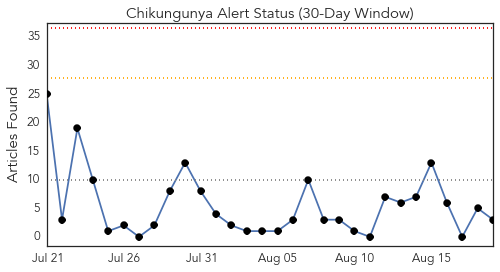 Chikungunya Alert Status (30-Day Window)
Articles Found
35
30
25
20
15
10
5
0
Jul 21 Jul 26 Jul 31 Aug 05 Aug 10 Aug 15